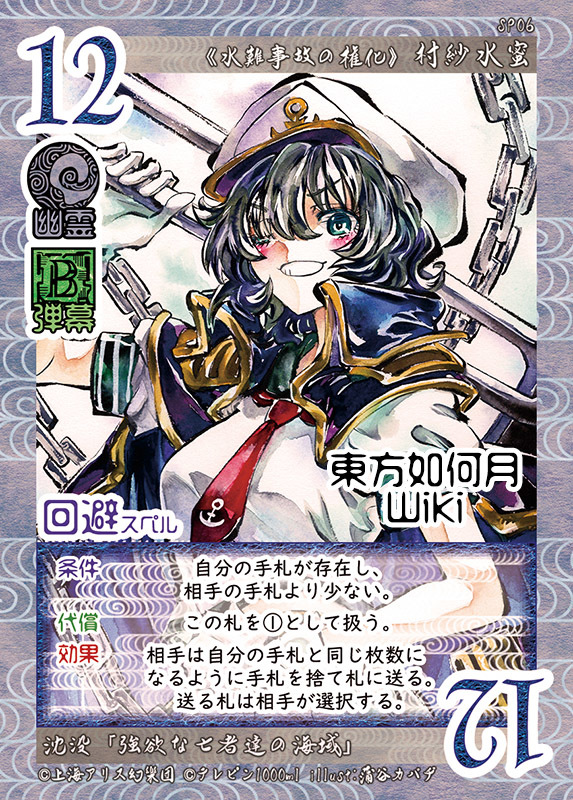 SP06
12
《水難事故の権化》 村紗水蜜
幽霊
B
弾幕
東方如何月
Wiki
回避スペル
条件 自分の手札が存在し、
相手の手札より少ない。
代償 この札を①として扱う。
効果 相手は自分の手札と同じ枚数に
なるように手札を捨て札に送る。
送る札は相手が選択する。
12
沈没 「強欲な亡者達の海域」
©上海アリス幻樂団 ©テレピン1000ml illust:蒲谷カバヂ